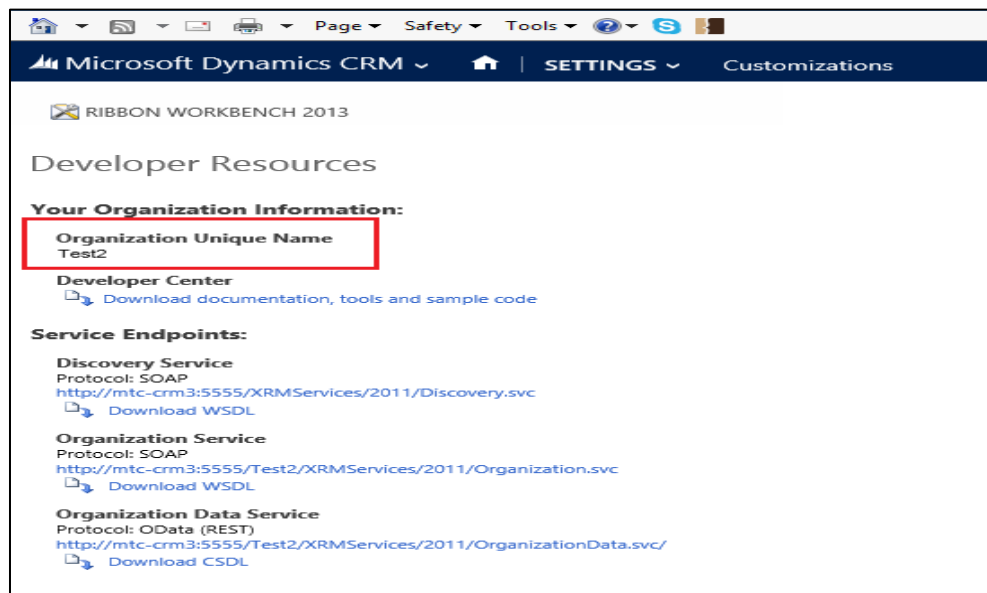 Page Safety Tools
Microsoft Dynamics CRM | SETTINGS Customizations
RIBBON WORKBENCH 2013
Developer Resources
Your Organization Information:
Organization Unique Name
Test2
Developer Center
Download documentation, tools and sample code
Service Endpoints:
Discovery Service
Protocol: SOAP
http://mtc-crm3:5555/XRMServices/2011/Discovery.svc
Download WSDL
Organization Service
Protocol: SOAP
http://mtc-crm3:5555/Test2/XRMServices/2011/Organization.svc
Download WSDL
Organization Data Service
Protocol: OData (REST)
http://mtc-crm3:5555/Test2/XRMServices/2011/OrganizationData.svc/
Download CSDL